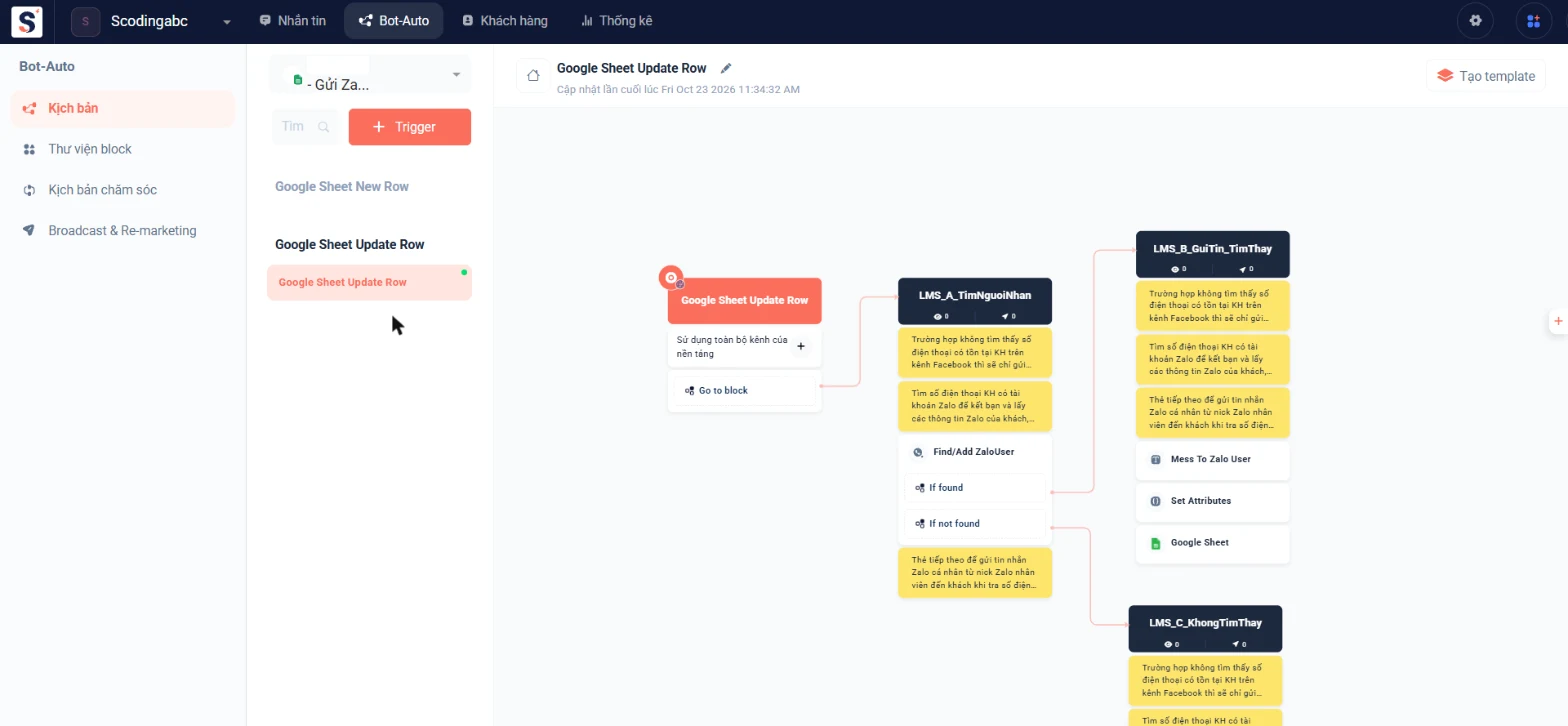 S
S
Scodingabc
Nhắn tin
Bot-Auto
Khách hàng
Thống kê
Bot-Auto
Kịch bản
Thư viện block
Kịch bản chăm sóc
Broadcast & Re-marketing
- Gửi Za...
Tìm
Trigger
Google Sheet New Row
Google Sheet Update Row
Google Sheet Update Row
Google Sheet Update Row
Cập nhật lần cuối lúc Fri Oct 23 2026 11:34:32 AM
Tạo template
Google Sheet Update Row
Sử dụng toàn bộ kênh của
nền tảng
Go to block
LMS_A_TimNguoiNhan
0
0
Trường hợp không tìm thấy số
điện thoại có tồn tại KH trên
kênh Facebook thì sẽ chỉ gửi...
Tìm số điện thoại KH có tài
khoản Zalo để kết bạn và lấy
các thông tin Zalo của khách,...
Find/Add ZaloUser
If found
If not found
Thẻ tiếp theo để gửi tin nhắn
Zalo cá nhân từ nick Zalo nhân
viên đến khách khi tra số điện...
LMS_B_GuiTin_TimThay
0
0
Trường hợp không tìm thấy số
điện thoại có tồn tại KH trên
kênh Facebook thì sẽ chỉ gửi...
Tìm số điện thoại KH có tài
khoản Zalo để kết bạn và lấy
các thông tin Zalo của khách,...
Thẻ tiếp theo để gửi tin nhắn
Zalo cá nhân từ nick Zalo nhân
viên đến khách khi tra số điện...
Mess To Zalo User
Set Attributes
Google Sheet
LMS_C_KhongTimThay
0
0
Trường hợp không tìm thấy số
điện thoại có tồn tại KH trên
kênh Facebook thì sẽ chỉ gửi...
Tìm số điện thoại KH có tài